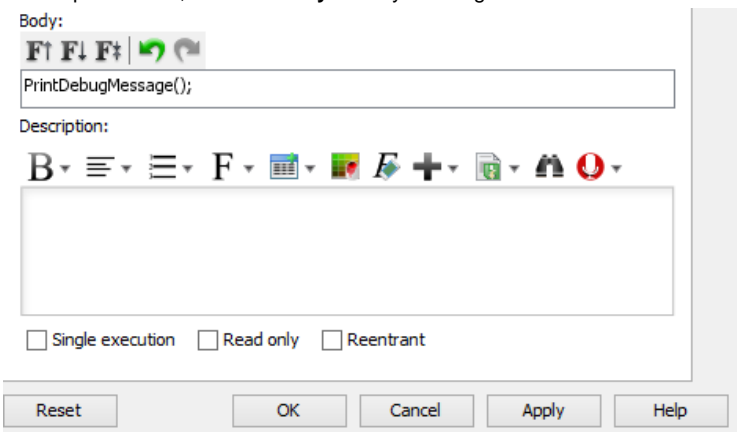 Body:
PrintDebugMessage();
Description:
Single execution Read only Reentrant
Reset OK Cancel Apply Help